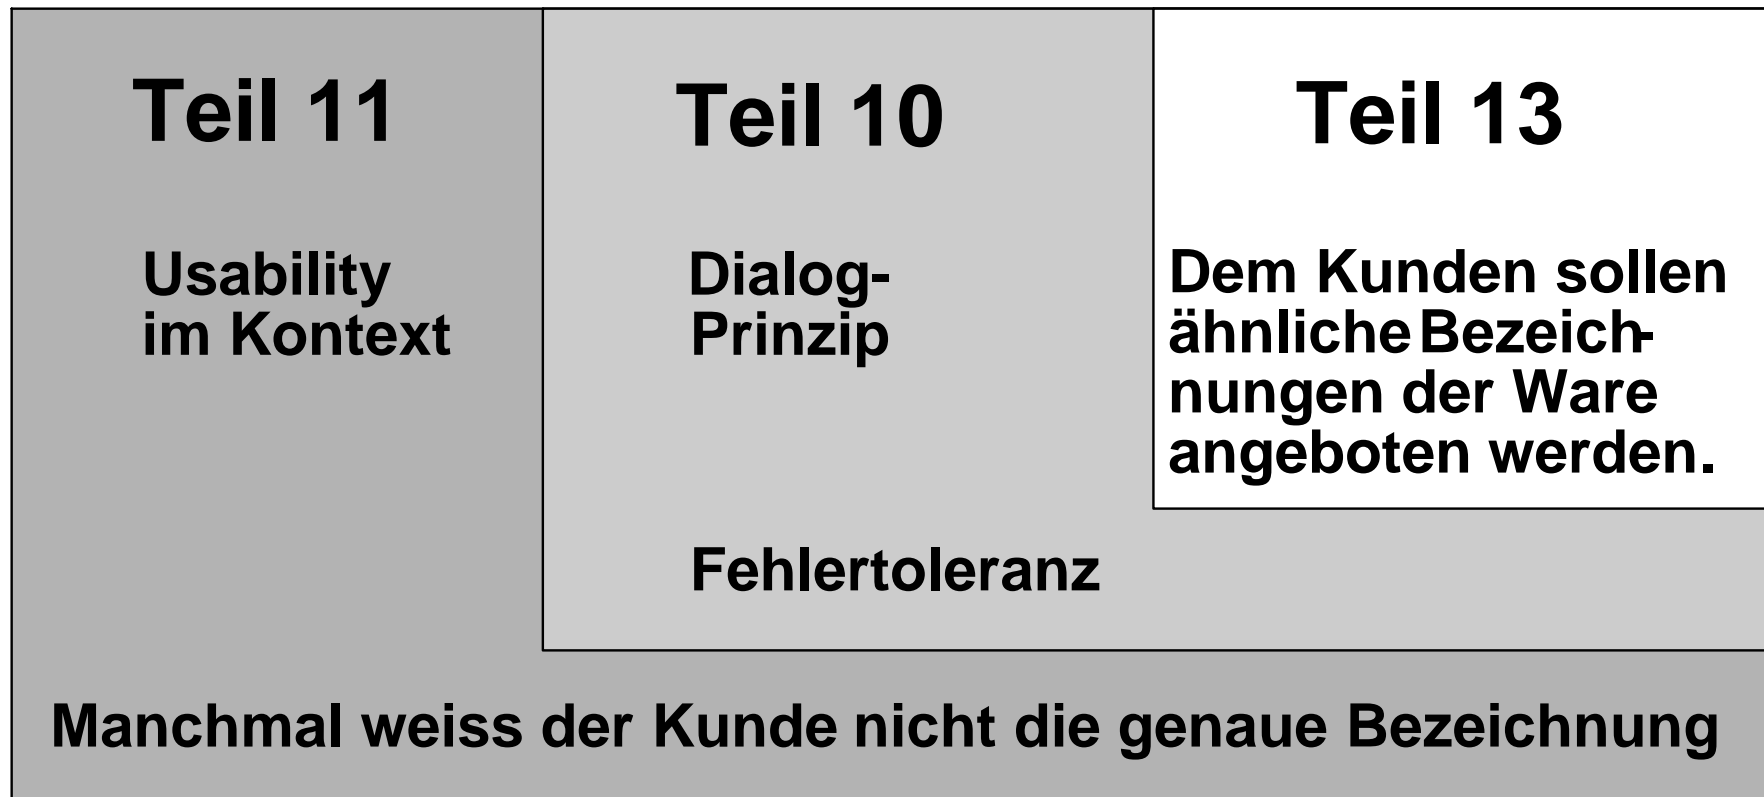 Teil 11
Usability
im Kontext
Teil 10
Dialog-
Prinzip
Fehlertoleranz
Teil 13
Dem Kunden sollen
ähnliche Bezeich-
nungen der Ware
angeboten werden.
Manchmal weiss der Kunde nicht die genaue Bezeichnung